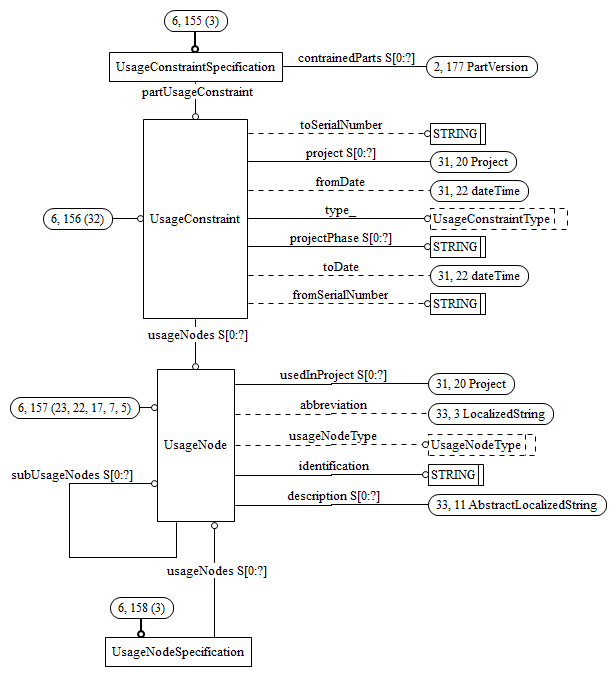 6, 155 (3)
UsageConstraintSpecification
contrainedParts S[0:?]
2, 177 PartVersion
partUsageConstraint
toSerialNumber
STRING
project S[0:?]
31, 20 Project
fromDate
31, 22 dateTime
6, 156 (32)
UsageConstraint
type_
UsageConstraintType
projectPhase S[0:?]
STRING
toDate
31, 22 dateTime
fromSerialNumber
STRING
usageNodes S[0:?]
usedInProject S[0:?]
31, 20 Project
6, 157 (23, 22, 17, 7, 5)
abbreviation
33, 3 LocalizedString
UsageNode
usageNodeType
UsageNodeType
subUsageNodes S[0:?]
identification
STRING
description S[0:?]
33, 11 AbstractLocalizedString
usageNodes S[0:?]
6, 158 (3)
UsageNodeSpecification